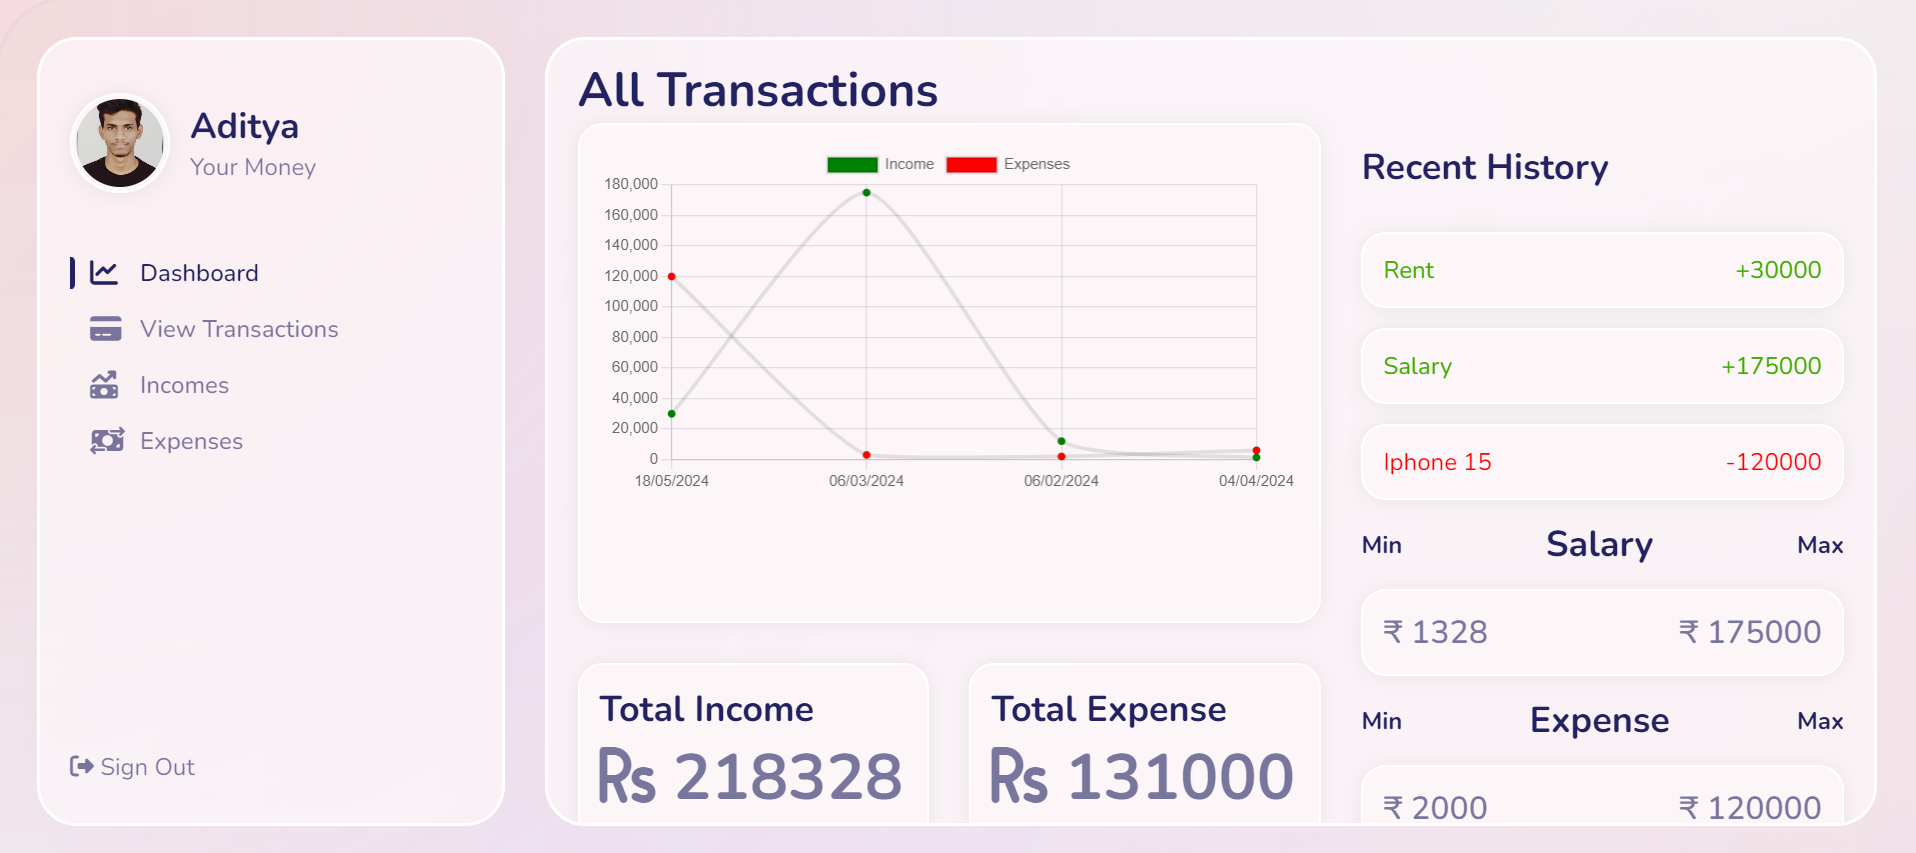 Aditya
Your Money
Dashboard
View Transactions
Incomes
Expenses
Sign Out
All Transactions
Income Expenses
180,000
160,000
140,000
120,000
100,000
80,000
60,000
40,000
20,000
0
18/05/2024 06/03/2024 06/02/2024 04/04/2024
Total Income
₨ 218328
Total Expense
₨ 131000
Recent History
Rent +30000
Salary +175000
Iphone 15 -120000
Min Salary Max
₹ 1328 ₹ 175000
Min Expense Max
₹ 2000 ₹ 120000